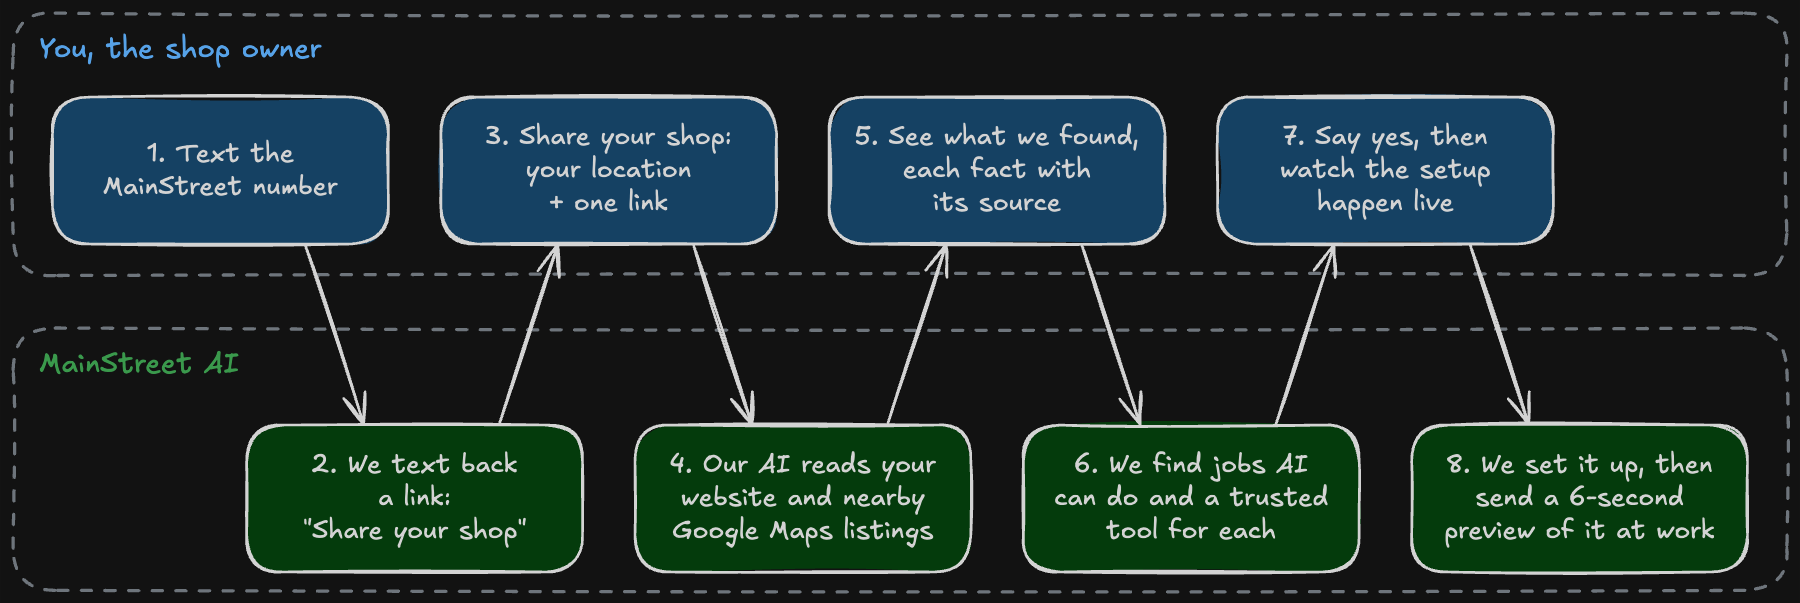 You, the shop owner
1. Text the
MainStreet number
3. Share your shop:
your location
+ one link
5. See what we found,
each fact with
its source
7. Say yes, then
watch the setup
happen live
MainStreet AI
2. We text back
a link:
"Share your shop"
4. Our AI reads your
website and nearby
Google Maps listings
6. We find jobs AI
can do and a trusted
tool for each
8. We set it up, then
send a 6-second
preview of it at work